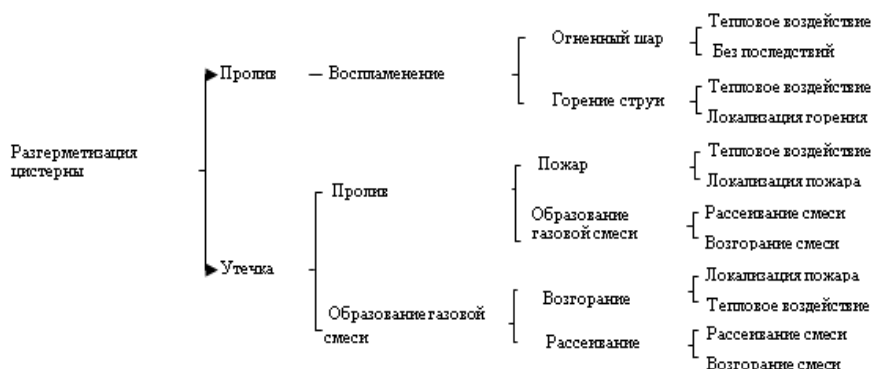 Тепловое воздействие
Огненный шар
Без последствий
Пролив
Воспламенение
Тепловое воздействие
Горение струи
Локализация горения
Разгерметизация
цистерны
Тепловое воздействие
Пожар
Локализация пожара
Пролив
Образование
газовой смеси
Рассеивание смеси
Возгорание смеси
Утечка
Локализация пожара
Возгорание
Тепловое воздействие
Образование газовой
смеси
Рассеивание смеси
Рассеивание
Возгорание смеси